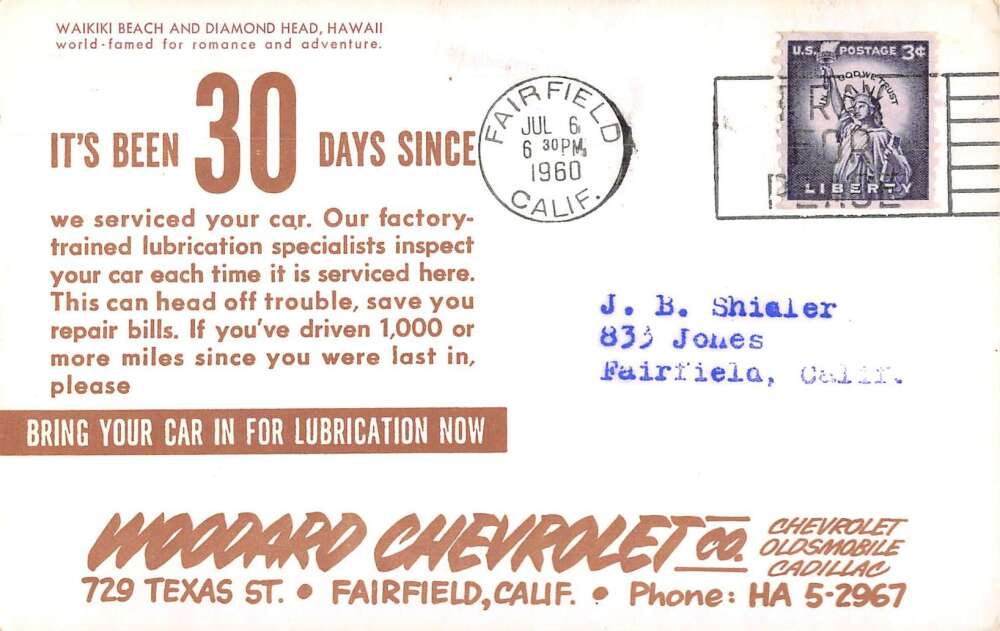 WAIKIKI BEACH AND DIAMOND HEAD, HAWAII
world-famed for romance and adventure.
IT'S BEEN 30 DAYS SINCE
we serviced your car. Our factory-
trained lubrication specialists inspect
your car each time it is serviced here.
This can head off trouble, save you
repair bills. If you've driven 1,000 or
more miles since you were last in,
please
BRING YOUR CAR IN FOR LUBRICATION NOW
FAIRFIELD
JUL 6
6 30 PM
1960
CALIF.
U.S. POSTAGE 3¢
IN GOD WE TRUST
LIBERTY
PRAY
FOR
PEACE
J. B. Shialer
833 Jones
Fairfield, Calif.
WOODARD CHEVROLET CO.
CHEVROLET
OLDSMOBILE
CADILLAC
729 TEXAS ST. • FAIRFIELD, CALIF. • Phone: HA 5-2967